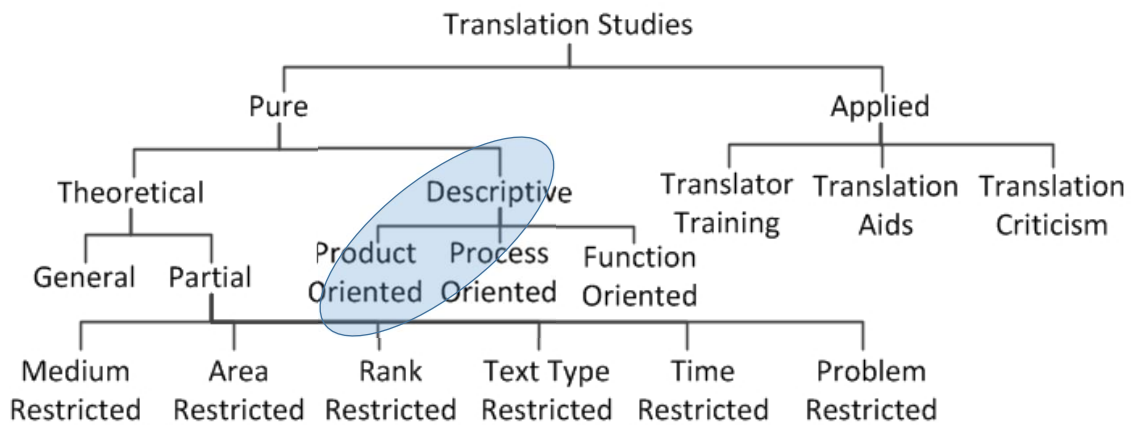 Translation Studies
Pure
Applied
Theoretical
Descriptive
Translator
Training
Translation
Aids
Translation
Criticism
General
Partial
Product
Oriented
Process
Oriented
Function
Oriented
Medium
Restricted
Area
Restricted
Rank
Restricted
Text Type
Restricted
Time
Restricted
Problem
Restricted